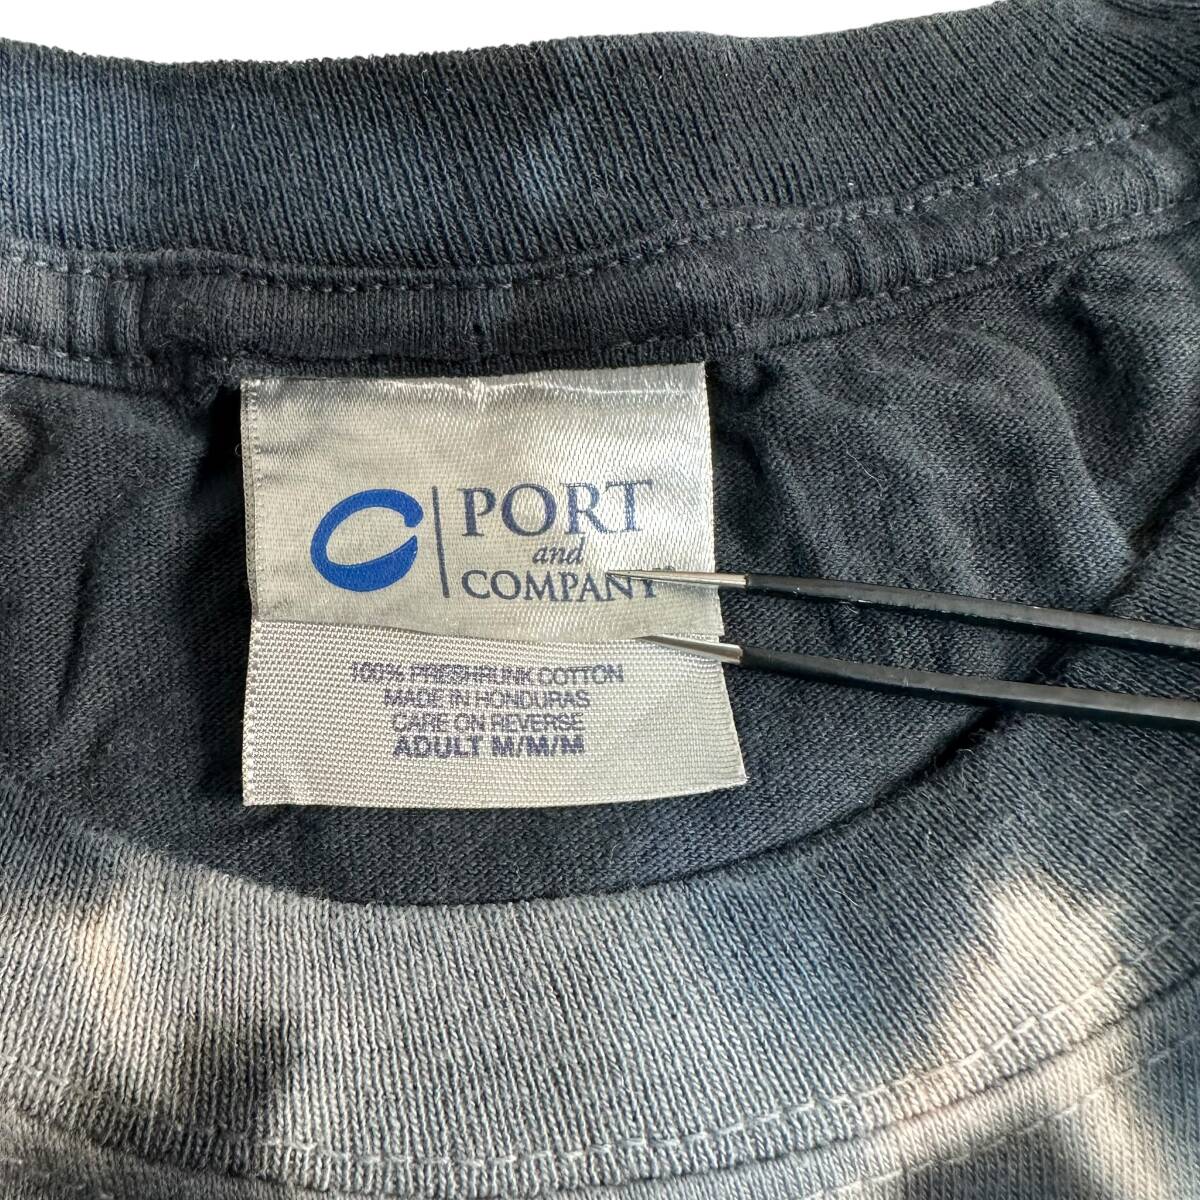 PORT
and
COMPANY®
100% PRESHRUNK COTTON
MADE IN HONDURAS
CARE ON REVERSE
ADULT M/M/M